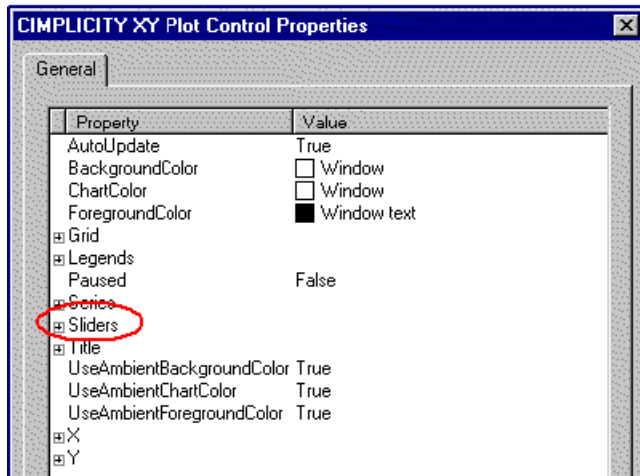 CIMPLICITY XY Plot Control Properties
General
Property Value
AutoUpdate True
BackgroundColor Window
ChartColor Window
ForegroundColor Window text
Grid
Legends
Paused False
Series
Sliders
Title
UseAmbientBackgroundColor True
UseAmbientChartColor True
UseAmbientForegroundColor True
X
Y